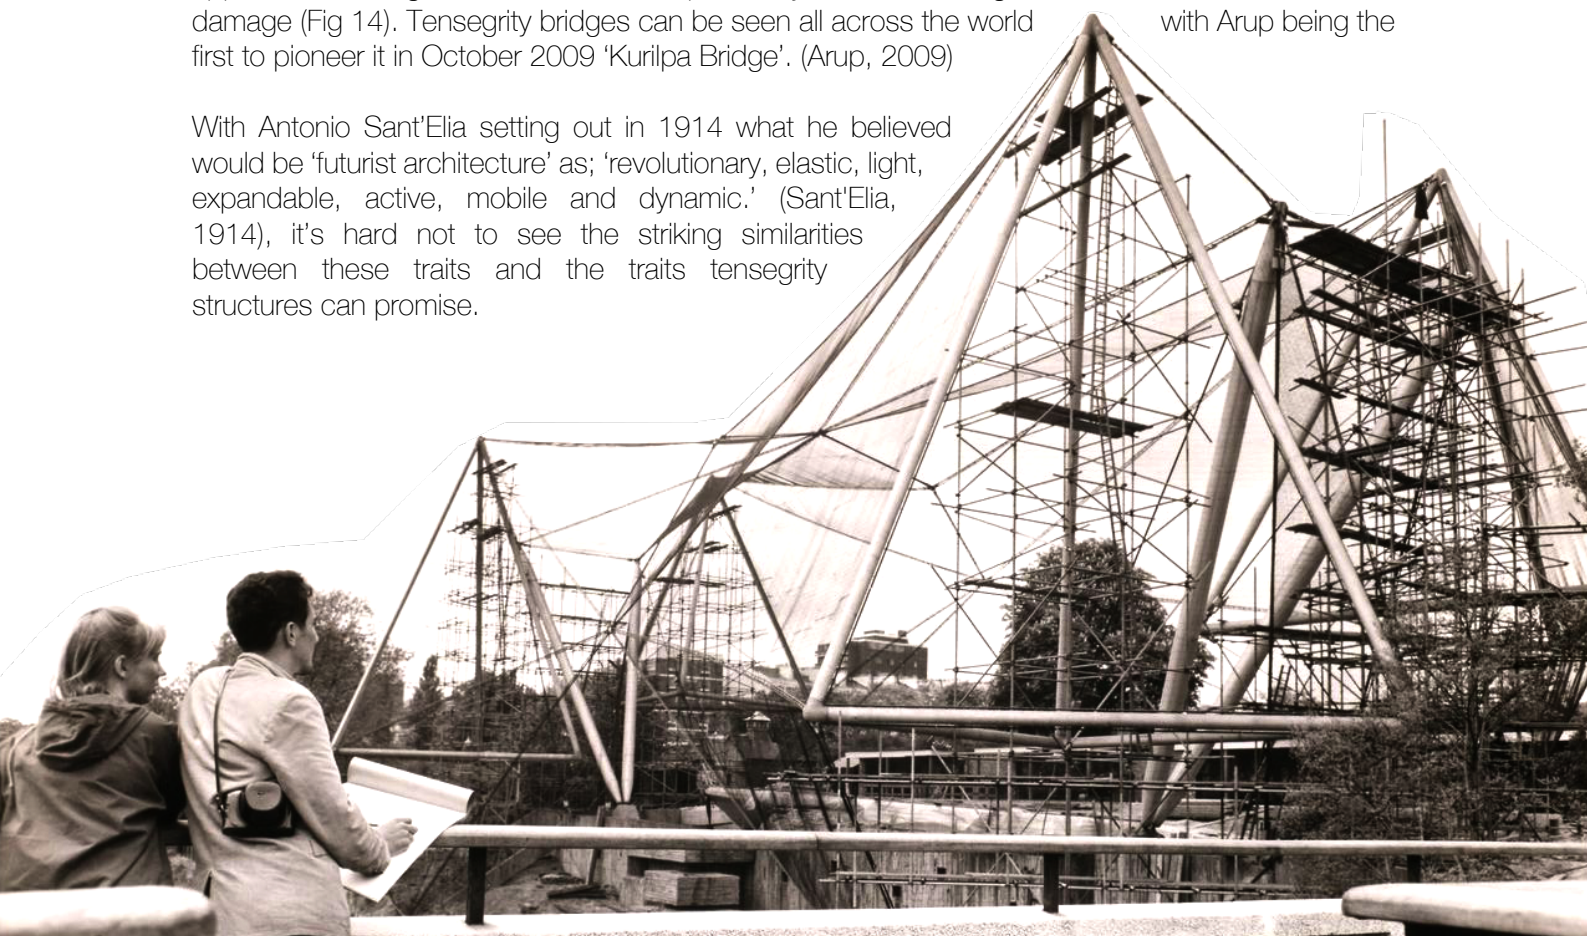 damage (Fig 14). Tensegrity bridges can be seen all across the world with Arup being the
first to pioneer it in October 2009 ‘Kurilpa Bridge’. (Arup, 2009)
With Antonio Sant’Elia setting out in 1914 what he believed
would be ‘futurist architecture’ as; ‘revolutionary, elastic, light,
expandable, active, mobile and dynamic.’ (Sant'Elia,
1914), it’s hard not to see the striking similarities
between these traits and the traits tensegrity
structures can promise.